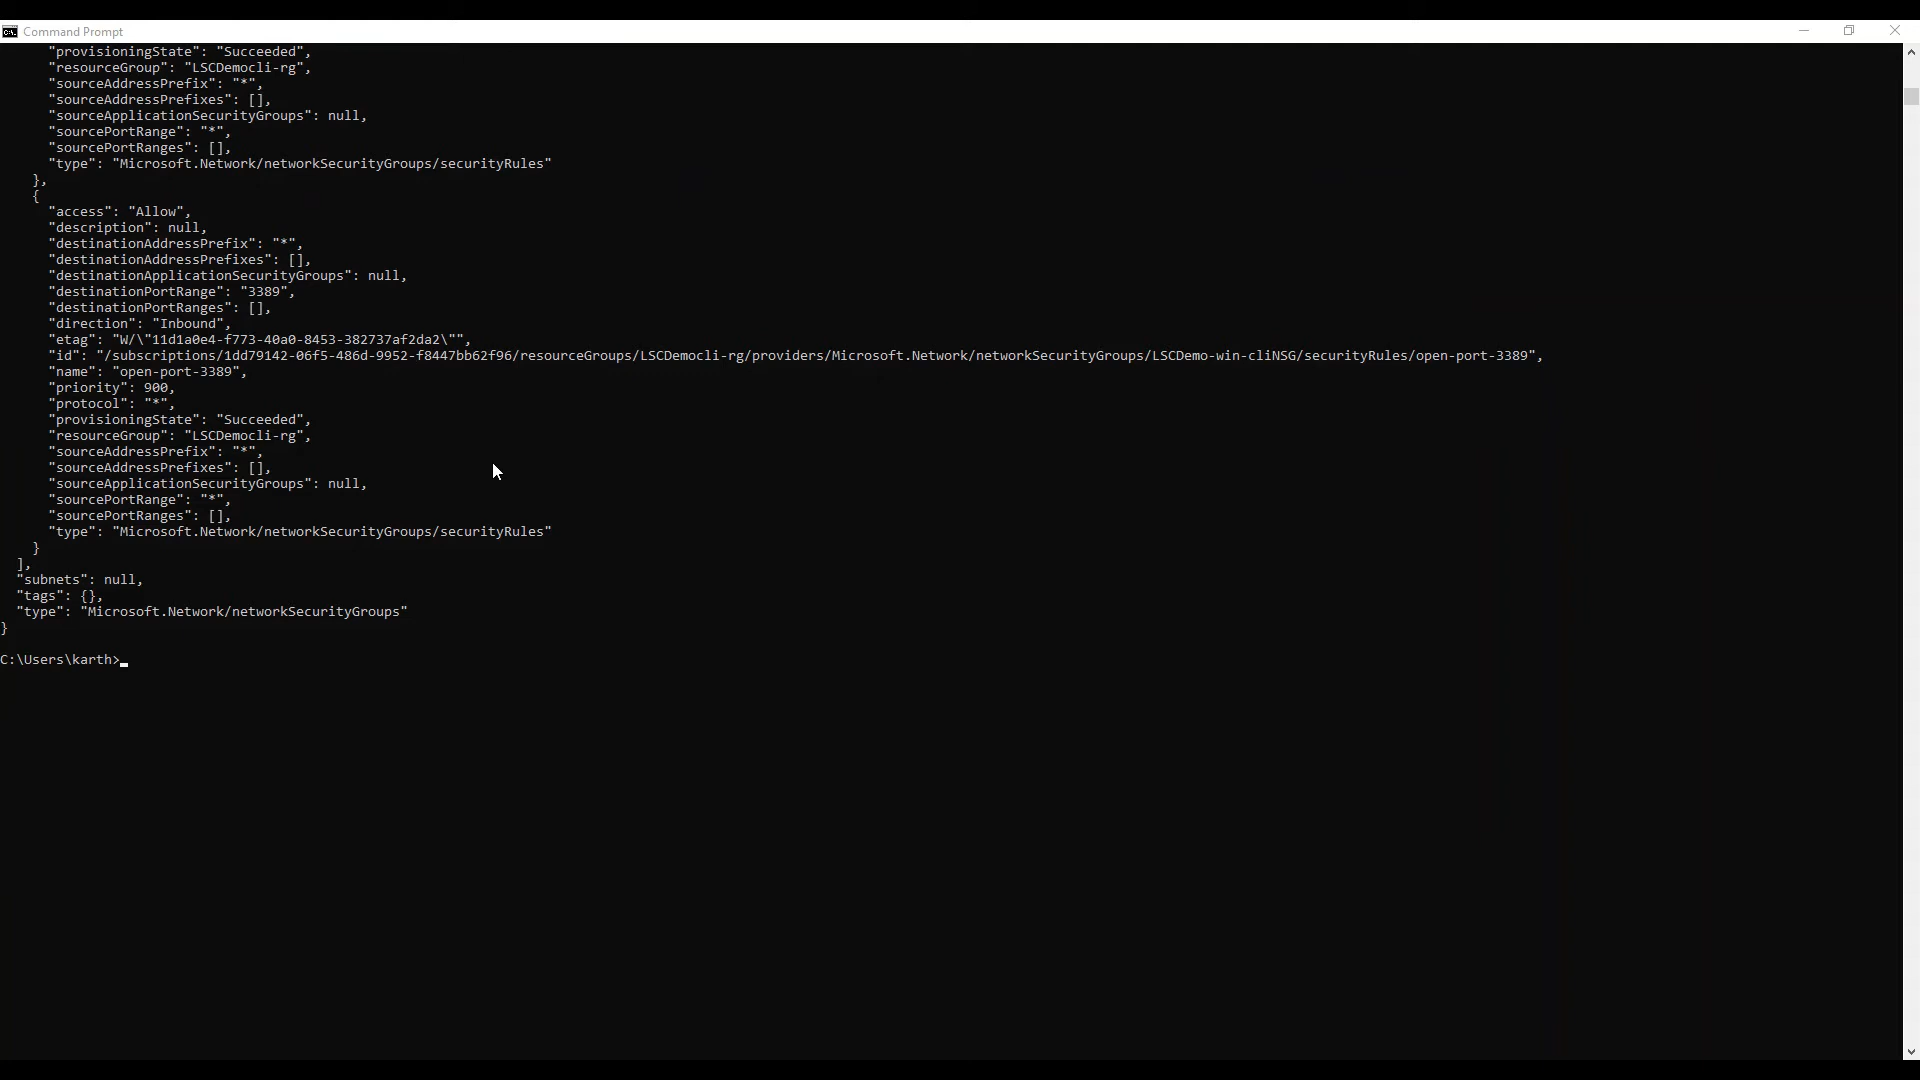 Command Prompt
"provisioningState": "Succeeded",
"resourceGroup": "LSCDemocli-rg",
"sourceAddressPrefix": "*",
"sourceAddressPrefixes": [],
"sourceApplicationSecurityGroups": null,
"sourcePortRange": "*",
"sourcePortRanges": [],
"type": "Microsoft.Network/networkSecurityGroups/securityRules"
},
{
"access": "Allow",
"description": null,
"destinationAddressPrefix": "*",
"destinationAddressPrefixes": [],
"destinationApplicationSecurityGroups": null,
"destinationPortRange": "3389",
"destinationPortRanges": [],
"direction": "Inbound",
"etag": "W/\"11d1a0e4-f773-40a0-8453-382737af2da2\"",
"id": "/subscriptions/1dd79142-06f5-486d-9952-f8447bb62f96/resourceGroups/LSCDemocli-rg/providers/Microsoft.Network/networkSecurityGroups/LSCDemo-win-cliNSG/securityRules/open-port-3389",
"name": "open-port-3389",
"priority": 900,
"protocol": "*",
"provisioningState": "Succeeded",
"resourceGroup": "LSCDemocli-rg",
"sourceAddressPrefix": "*",
"sourceAddressPrefixes": [],
"sourceApplicationSecurityGroups": null,
"sourcePortRange": "*",
"sourcePortRanges": [],
"type": "Microsoft.Network/networkSecurityGroups/securityRules"
}
],
"subnets": null,
"tags": {},
"type": "Microsoft.Network/networkSecurityGroups"
}
C:\Users\karth>